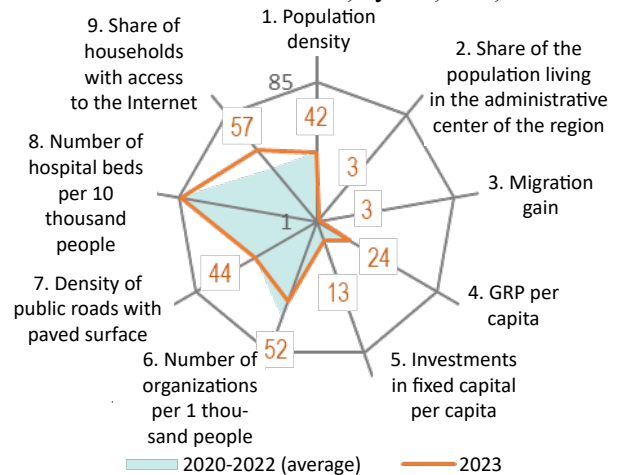 1. Population
density
2. Share of the
population living
in the administrative
center of the region
3. Migration
gain
4. GRP per
capita
5. Investments
in fixed capital
per capita
6. Number of
organizations
per 1 thou-
sand people
7. Density of
public roads with
paved surface
8. Number of
hospital beds
per 10
thousand
people
9. Share of
households
with access
to the Internet
85
1
42
3
3
24
13
52
44
57
2020-2022 (average)
2023